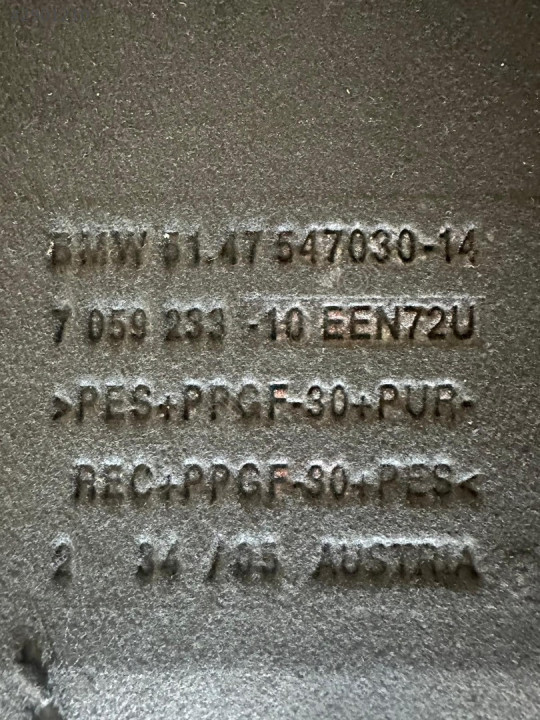 BMW 51.47 547030-14
7 059 233 -10 EEN72U
>PES+PPGF-30+PUR-
REC+PPGF-30+PES<
2 34 /05 AUSTRIA